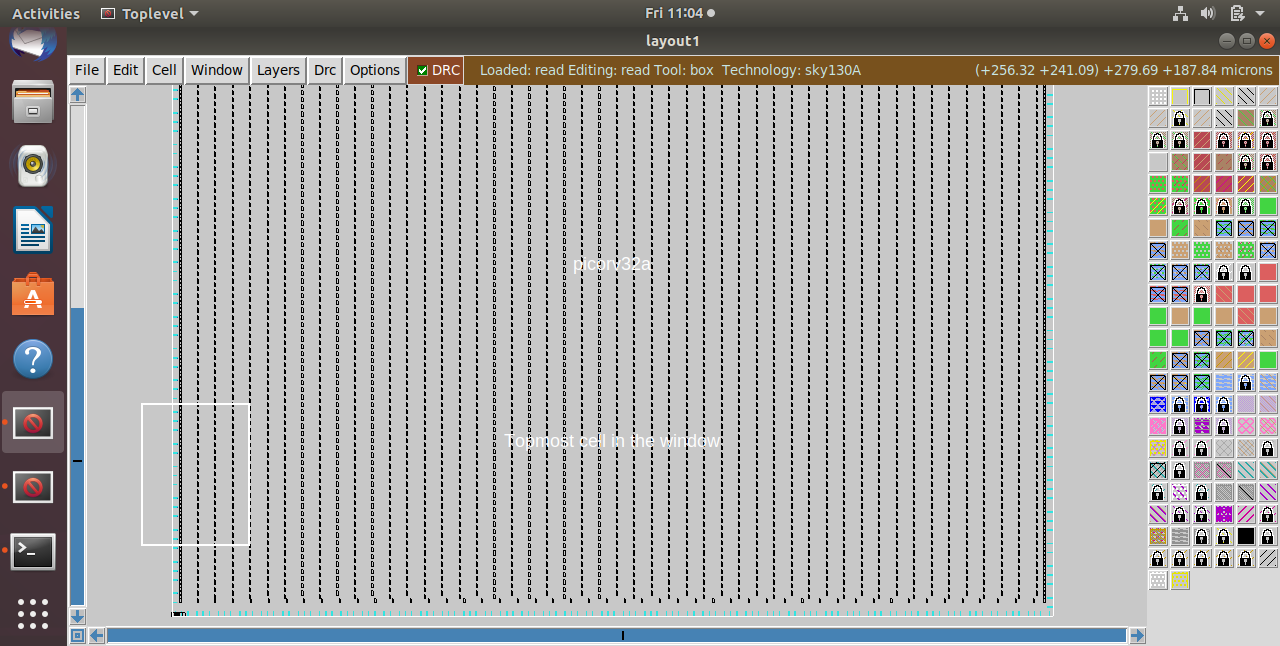 Activities Toplevel Fri 11:04
layout1
File Edit Cell Window Layers Drc Options DRC Loaded: read Editing: read Tool: box Technology: sky130A (+256.32 +241.09) +279.69 +187.84 microns
picorv32a
Topmost cell in the window